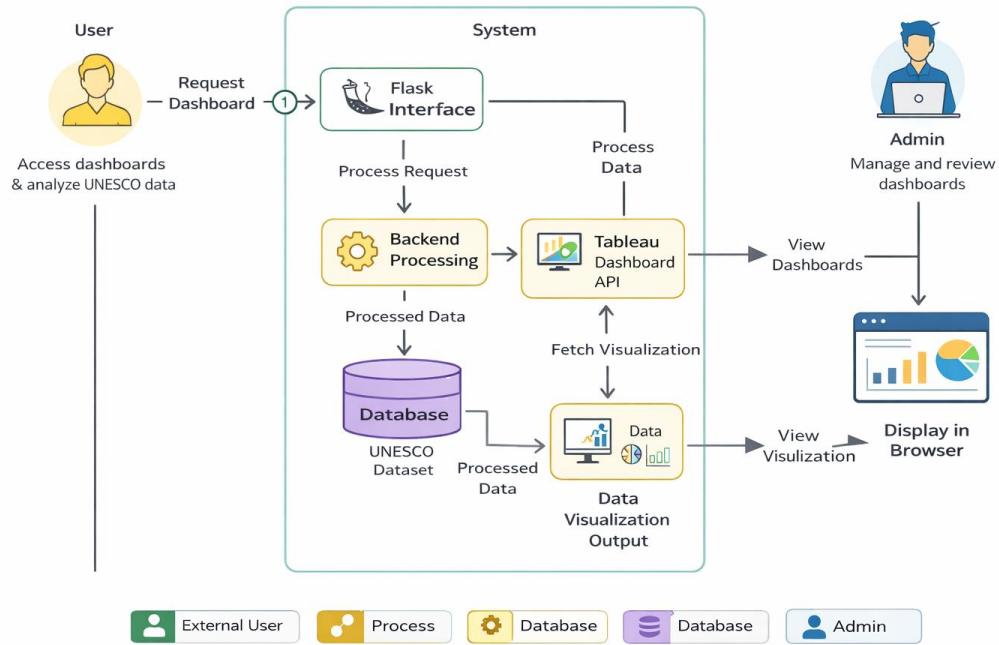 User
System
Request
Dashboard
1
Flask
Interface
Admin
Manage and review
dashboards
Access dashboards
& analyze UNESCO data
Process Request
Process
Data
Backend
Processing
Tableau
Dashboard
API
View
Dashboards
Processed Data
Fetch Visualization
Database
UNESCO
Dataset
Processed
Data
Data
Data
Visualization
Output
View
Visulization
Display in
Browser
External User
Process
Database
Database
Admin